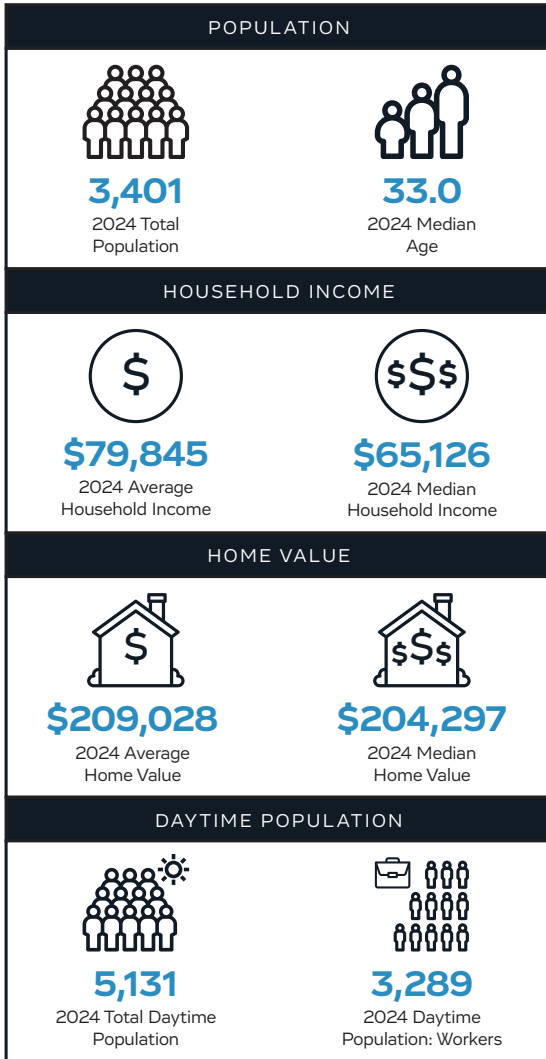 POPULATION
3,401
2024 Total
Population
33.0
2024 Median
Age
HOUSEHOLD INCOME
$
$79,845
2024 Average
Household Income
$$$
$65,126
2024 Median
Household Income
HOME VALUE
$
$209,028
2024 Average
Home Value
$$$
$204,297
2024 Median
Home Value
DAYTIME POPULATION
5,131
2024 Total Daytime
Population
3,289
2024 Daytime
Population: Workers